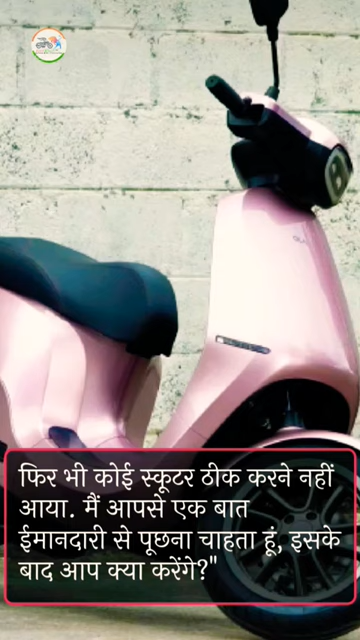 फिर भी कोई स्कूटर ठीक करने नहीं
आया. मैं आपसे एक बात
ईमानदारी से पूछना चाहता हूं, इसके
बाद आप क्या करेंगे?"